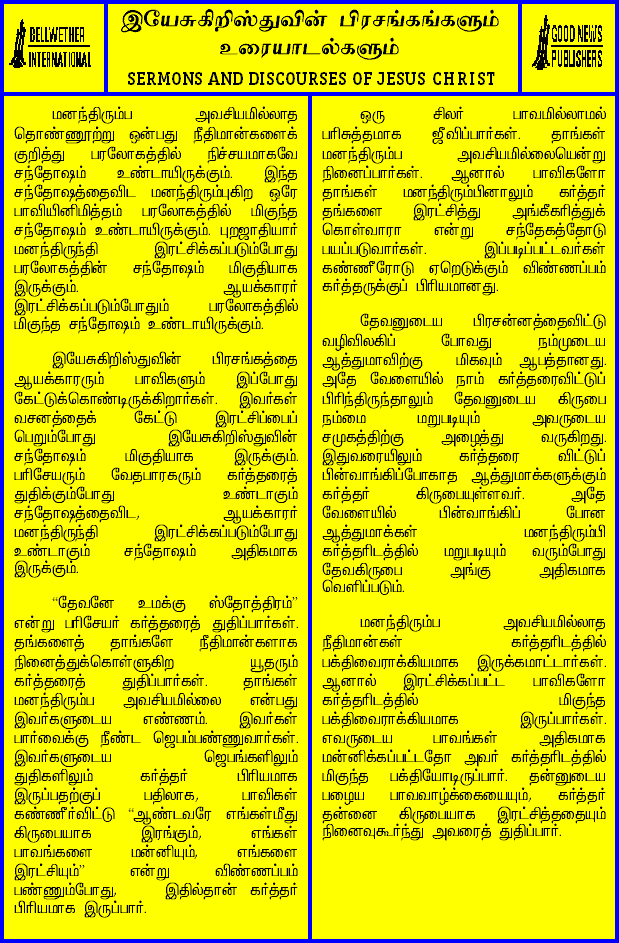 BELLWETHER
INTERNATIONAL
இயேசுகிறிஸ்துவின் பிரசங்கங்களும்
உரையாடல்களும்
SERMONS AND DISCOURSES OF JESUS CHRIST
GOOD NEWS
PUBLISHERS
மனந்திரும்ப அவசியமில்லாத
தொண்ணூற்று ஒன்பது நீதிமான்களைக்
குறித்து பரலோகத்தில் நிச்சயமாகவே
சந்தோஷம் உண்டாயிருக்கும். இந்த
சந்தோஷத்தைவிட மனந்திரும்புகிற ஒரே
பாவியினிமித்தம் பரலோகத்தில் மிகுந்த
சந்தோஷம் உண்டாயிருக்கும். புறஜாதியார்
மனந்திருந்தி இரட்சிக்கப்படும்போது
பரலோகத்தின் சந்தோஷம் மிகுதியாக
இருக்கும். ஆயக்காரர்
இரட்சிக்கப்படும்போதும் பரலோகத்தில்
மிகுந்த சந்தோஷம் உண்டாயிருக்கும்.
இயேசுகிறிஸ்துவின் பிரசங்கத்தை
ஆயக்காரரும் பாவிகளும் இப்போது
கேட்டுக்கொண்டிருக்கிறார்கள். இவர்கள்
வசனத்தைக் கேட்டு இரட்சிப்பைப்
பெறும்போது இயேசுகிறிஸ்துவின்
சந்தோஷம் மிகுதியாக இருக்கும்.
பரிசேயரும் வேதபாரகரும் கர்த்தரைத்
துதிக்கும்போது உண்டாகும்
சந்தோஷத்தைவிட, ஆயக்காரர்
மனந்திருந்தி இரட்சிக்கப்படும்போது
உண்டாகும் சந்தோஷம் அதிகமாக
இருக்கும்.
“தேவனே உமக்கு ஸ்தோத்திரம்”
என்று பரிசேயர் கர்த்தரைத் துதிப்பார்கள்.
தங்களைத் தாங்களே நீதிமான்களாக
நினைத்துக்கொள்ளுகிற யூதரும்
கர்த்தரைத் துதிப்பார்கள். தாங்கள்
மனந்திரும்ப அவசியமில்லை என்பது
இவர்களுடைய எண்ணம். இவர்கள்
பார்வைக்கு நீண்ட ஜெபம்பண்ணுவார்கள்.
இவர்களுடைய ஜெபங்களிலும்
துதிகளிலும் கர்த்தர் பிரியமாக
இருப்பதற்குப் பதிலாக, பாவிகள்
கண்ணீர்விட்டு “ஆண்டவரே எங்கள்மீது
கிருபையாக இரங்கும், எங்கள்
பாவங்களை மன்னியும், எங்களை
இரட்சியும்” என்று விண்ணப்பம்
பண்ணும்போது, இதில்தான் கர்த்தர்
பிரியமாக இருப்பார்.
ஒரு சிலர் பாவமில்லாமல்
பரிசுத்தமாக ஜீவிப்பார்கள். தாங்கள்
மனந்திரும்ப அவசியமில்லையென்று
நினைப்பார்கள். ஆனால் பாவிகளோ
தாங்கள் மனந்திரும்பினாலும் கர்த்தர்
தங்களை இரட்சித்து அங்கீகரித்துக்
கொள்வாரா என்று சந்தேகத்தோடு
பயப்படுவார்கள். இப்படிப்பட்டவர்கள்
கண்ணீரோடு ஏறெடுக்கும் விண்ணப்பம்
கர்த்தருக்குப் பிரியமானது.
தேவனுடைய பிரசன்னத்தைவிட்டு
வழிவிலகிப் போவது நம்முடைய
ஆத்துமாவிற்கு மிகவும் ஆபத்தானது.
அதே வேளையில் நாம் கர்த்தரைவிட்டுப்
பிரிந்திருந்தாலும் தேவனுடைய கிருபை
நம்மை மறுபடியும் அவருடைய
சமுகத்திற்கு அழைத்து வருகிறது.
இதுவரையிலும் கர்த்தரை விட்டுப்
பின்வாங்கிப்போகாத ஆத்துமாக்களுக்கும்
கர்த்தர் கிருபையுள்ளவர். அதே
வேளையில் பின்வாங்கிப் போன
ஆத்துமாக்கள் மனந்திரும்பி
கர்த்தரிடத்தில் மறுபடியும் வரும்போது
தேவகிருபை அங்கு அதிகமாக
வெளிப்படும்.
மனந்திரும்ப அவசியமில்லாத
நீதிமான்கள் கர்த்தரிடத்தில்
பக்திவைராக்கியமாக இருக்கமாட்டார்கள்.
ஆனால் இரட்சிக்கப்பட்ட பாவிகளோ
கர்த்தரிடத்தில் மிகுந்த
பக்திவைராக்கியமாக இருப்பார்கள்.
எவருடைய பாவங்கள் அதிகமாக
மன்னிக்கப்பட்டதோ அவர் கர்த்தரிடத்தில்
மிகுந்த பக்தியோடிருப்பார். தன்னுடைய
பழைய பாவவாழ்க்கையையும், கர்த்தர்
தன்னை கிருபையாக இரட்சித்ததையும்
நினைவுகூர்ந்து அவரைத் துதிப்பார்.